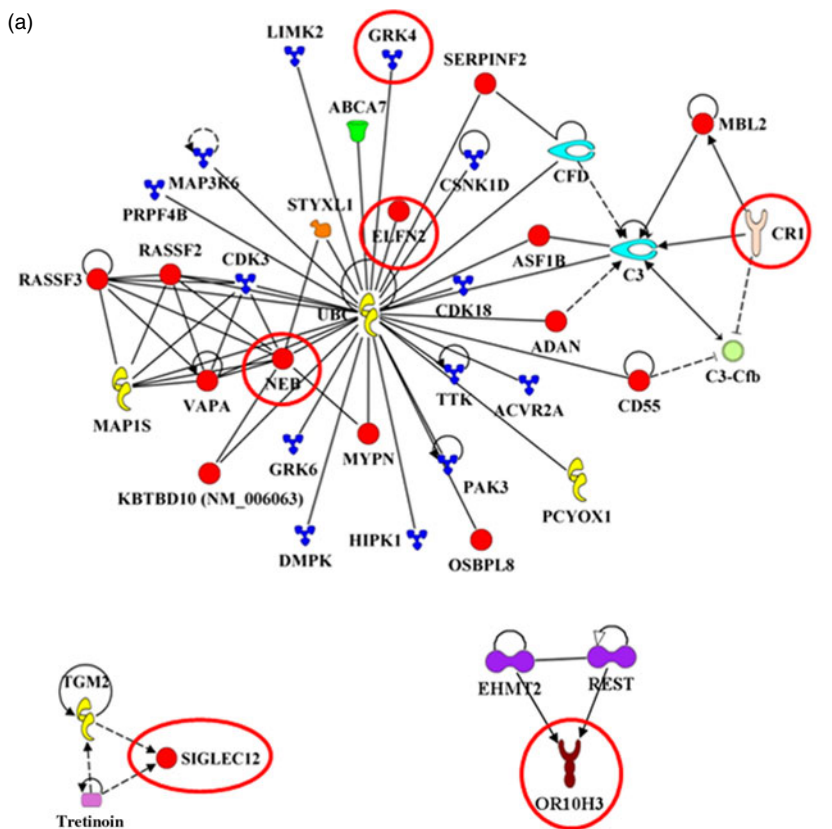 (a)
LIMK2
GRK4
SERPINF2
ABCA7
MBL2
MAP3K6
CSNK1D
CFD
PRPF4B
STYXL1
ELFN2
CR1
RASSF2
ASF1B
RASSF3
CDK3
C3
UBC
CDK18
ADAN
C3-Cfb
NEB
TTK
MAP1S
VAPA
ACVR2A
CD55
GRK6
MYPN
KBTBD10 (NM_006063)
PAK3
PCYOX1
DMPK
HIPK1
OSBPL8
TGM2
EHMT2
REST
SIGLEC12
OR10H3
Tretinoin